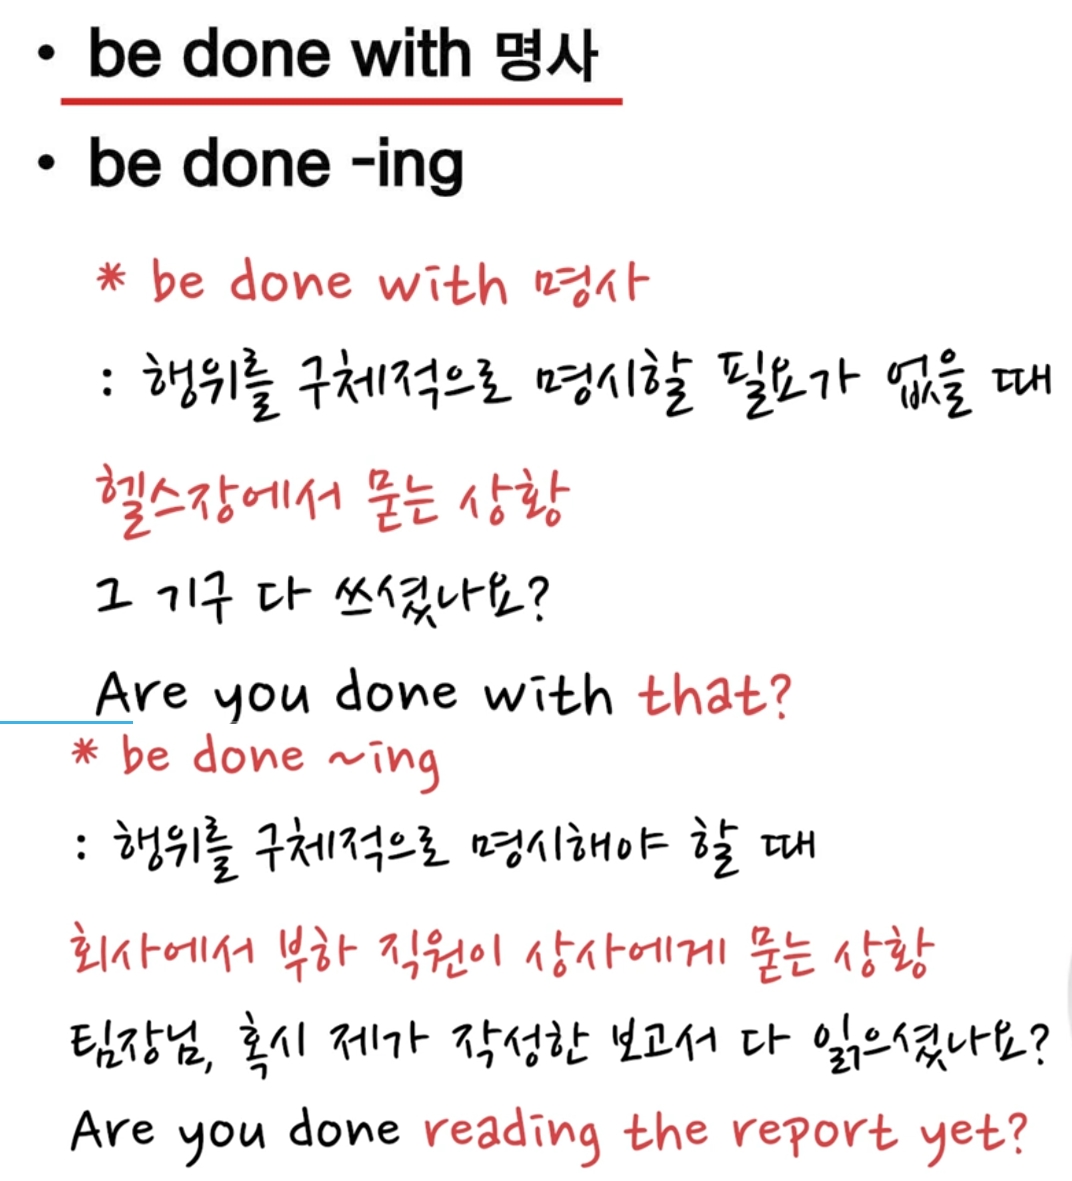 • be done with 명사
• be done -ing
* be done with 명사
: 행위를 구체적으로 명시할 필요가 없을 때
헬스장에서 묻는 상황
그 기구 다 쓰셨나요?
Are you done with that?
* be done ~ing
: 행위를 구체적으로 명시해야 할 때
회사에서 부하 직원이 상사에게 묻는 상황
팀장님, 혹시 제가 작성한 보고서 다 읽으셨나요?
Are you done reading the report yet?